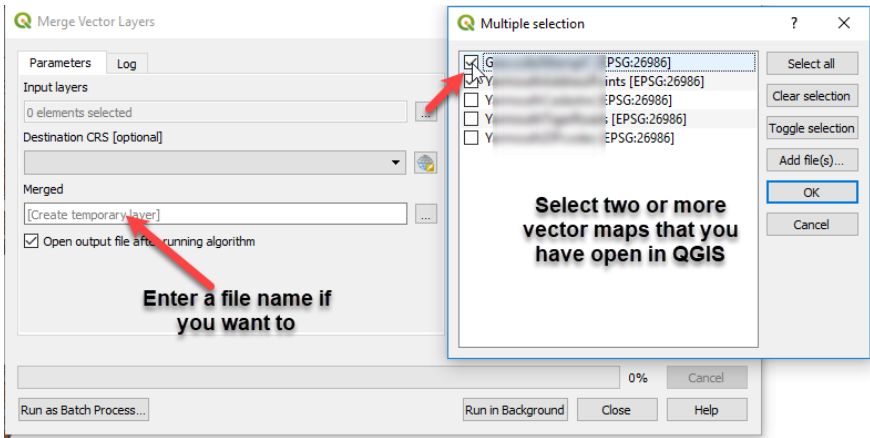 Merge Vector Layers
Parameters
Log
Input layers
0 elements selected
...
Destination CRS [optional]
Merged
[Create temporary layer]
...
Open output file after running algorithm
Enter a file name if
you want to
0%
Cancel
Run as Batch Process...
Run in Background
Close
Help
Multiple selection
?
[EPSG:26986]
[EPSG:26986]
[EPSG:26986]
[EPSG:26986]
EPSG:26986]
Select all
Clear selection
Toggle selection
Add file(s)...
OK
Cancel
Select two or more
vector maps that you
have open in QGIS